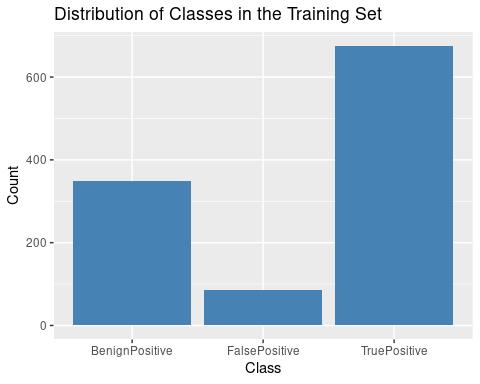 Distribution of Classes in the Training Set
Count
600
400
200
0
BenignPositive FalsePositive TruePositive
Class